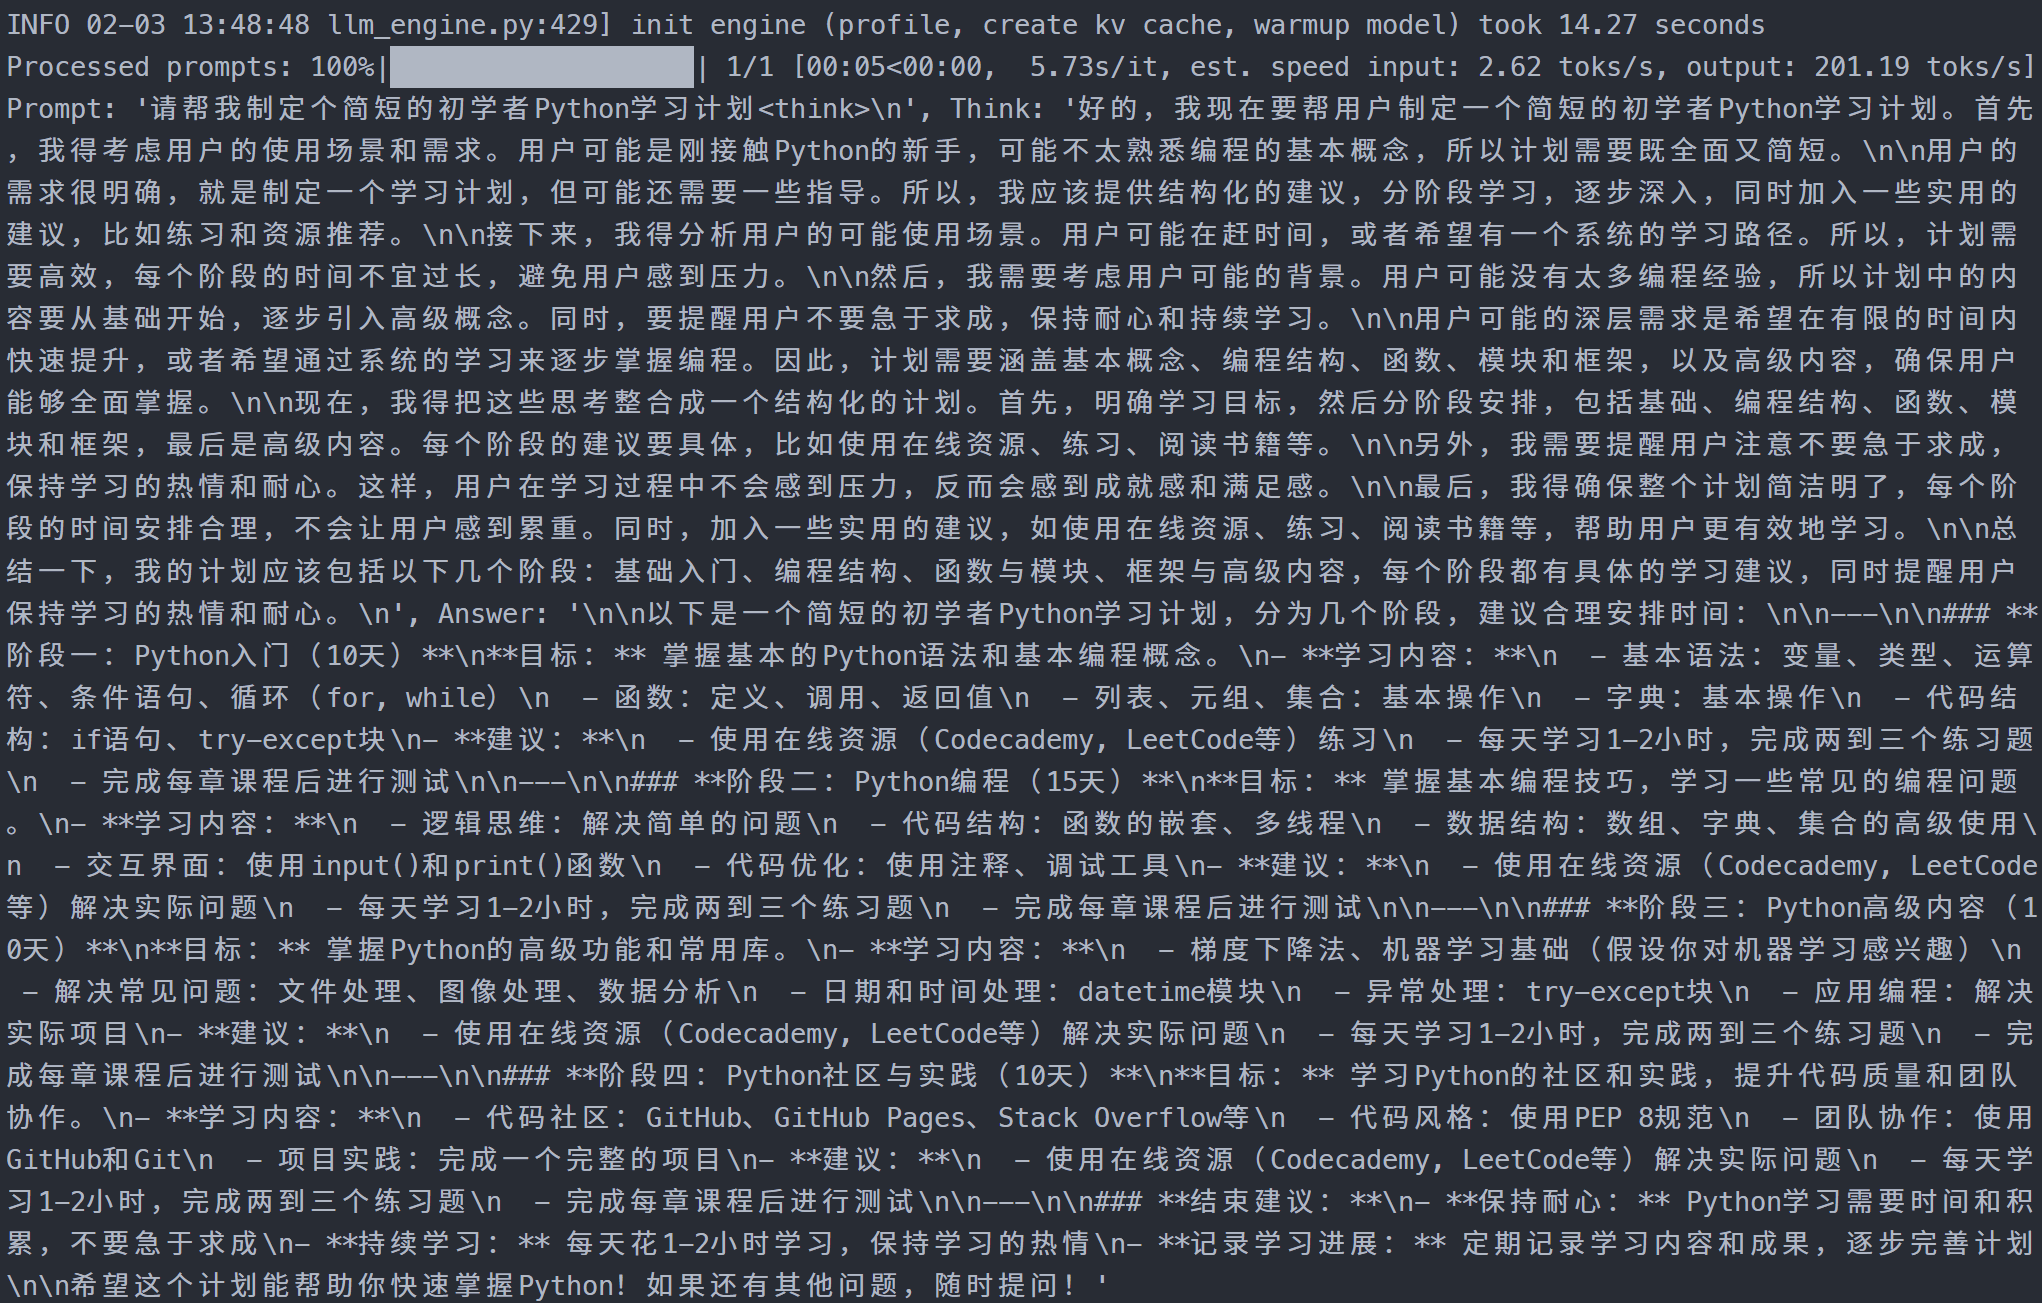 INFO 02-03 13:48:48 llm_engine.py:429] init engine (profile, create kv cache, warmup model) took 14.27 seconds
Processed prompts: 100%|██████████| 1/1 [00:05<00:00,  5.73s/it, est. speed input: 2.62 toks/s, output: 201.19 toks/s]
Prompt: '请帮我制定个简短的初学者Python学习计划<think>\n', Think: '好的，我现在要帮用户制定一个简短的初学者Python学习计划。首先
，我得考虑用户的使用场景和需求。用户可能是刚接触Python的新手，可能不太熟悉编程的基本概念，所以计划需要既全面又简短。\n\n用户的
需求很明确，就是制定一个学习计划，但可能还需要一些指导。所以，我应该提供结构化的建议，分阶段学习，逐步深入，同时加入一些实用的
建议，比如练习和资源推荐。\n\n接下来，我得分析用户的可能使用场景。用户可能在赶时间，或者希望有一个系统的学习路径。所以，计划需
要高效，每个阶段的时间不宜过长，避免用户感到压力。\n\n然后，我需要考虑用户可能的背景。用户可能没有太多编程经验，所以计划中的内
容要从基础开始，逐步引入高级概念。同时，要提醒用户不要急于求成，保持耐心和持续学习。\n\n用户可能的深层需求是希望在有限的时间内
快速提升，或者希望通过系统的学习来逐步掌握编程。因此，计划需要涵盖基本概念、编程结构、函数、模块和框架，以及高级内容，确保用户
能够全面掌握。\n\n现在，我得把这些思考整合成一个结构化的计划。首先，明确学习目标，然后分阶段安排，包括基础、编程结构、函数、模
块和框架，最后是高级内容。每个阶段的建议要具体，比如使用在线资源、练习、阅读书籍等。\n\n另外，我需要提醒用户注意不要急于求成，
保持学习的热情和耐心。这样，用户在学习过程中不会感到压力，反而会感到成就感和满足感。\n\n最后，我得确保整个计划简洁明了，每个阶
段的时间安排合理，不会让用户感到累重。同时，加入一些实用的建议，如使用在线资源、练习、阅读书籍等，帮助用户更有效地学习。\n\n总
结一下，我的计划应该包括以下几个阶段：基础入门、编程结构、函数与模块、框架与高级内容，每个阶段都有具体的学习建议，同时提醒用户
保持学习的热情和耐心。\n', Answer: '\n\n以下是一个简短的初学者Python学习计划，分为几个阶段，建议合理安排时间：\n\n---\n\n### **
阶段一：Python入门（10天）**\n**目标：** 掌握基本的Python语法和基本编程概念。\n- **学习内容：**\n  - 基本语法：变量、类型、运算
符、条件语句、循环（for, while）\n  - 函数：定义、调用、返回值\n  - 列表、元组、集合：基本操作\n  - 字典：基本操作\n  - 代码结
构：if语句、try-except块\n- **建议：**\n  - 使用在线资源（Codecademy, LeetCode等）练习\n  - 每天学习1-2小时，完成两到三个练习题
\n  - 完成每章课程后进行测试\n\n---\n\n### **阶段二：Python编程（15天）**\n**目标：** 掌握基本编程技巧，学习一些常见的编程问题
。\n- **学习内容：**\n  - 逻辑思维：解决简单的问题\n  - 代码结构：函数的嵌套、多线程\n  - 数据结构：数组、字典、集合的高级使用\
n  - 交互界面：使用input()和print()函数\n  - 代码优化：使用注释、调试工具\n- **建议：**\n  - 使用在线资源（Codecademy, LeetCode
等）解决实际问题\n  - 每天学习1-2小时，完成两到三个练习题\n  - 完成每章课程后进行测试\n\n---\n\n### **阶段三：Python高级内容（1
0天）**\n**目标：** 掌握Python的高级功能和常用库。\n- **学习内容：**\n  - 梯度下降法、机器学习基础（假设你对机器学习感兴趣）\n
 - 解决常见问题：文件处理、图像处理、数据分析\n  - 日期和时间处理：datetime模块\n  - 异常处理：try-except块\n  - 应用编程：解决
实际项目\n- **建议：**\n  - 使用在线资源（Codecademy, LeetCode等）解决实际问题\n  - 每天学习1-2小时，完成两到三个练习题\n  - 完
成每章课程后进行测试\n\n---\n\n### **阶段四：Python社区与实践（10天）**\n**目标：** 学习Python的社区和实践，提升代码质量和团队
协作。\n- **学习内容：**\n  - 代码社区：GitHub、GitHub Pages、Stack Overflow等\n  - 代码风格：使用PEP 8规范\n  - 团队协作：使用
GitHub和Git\n  - 项目实践：完成一个完整的项目\n- **建议：**\n  - 使用在线资源（Codecademy, LeetCode等）解决实际问题\n  - 每天学
习1-2小时，完成两到三个练习题\n  - 完成每章课程后进行测试\n\n---\n\n### **结束建议：**\n- **保持耐心：** Python学习需要时间和积
累，不要急于求成\n- **持续学习：** 每天花1-2小时学习，保持学习的热情\n- **记录学习进展：** 定期记录学习内容和成果，逐步完善计划
\n\n希望这个计划能帮助你快速掌握Python！如果还有其他问题，随时提问！'